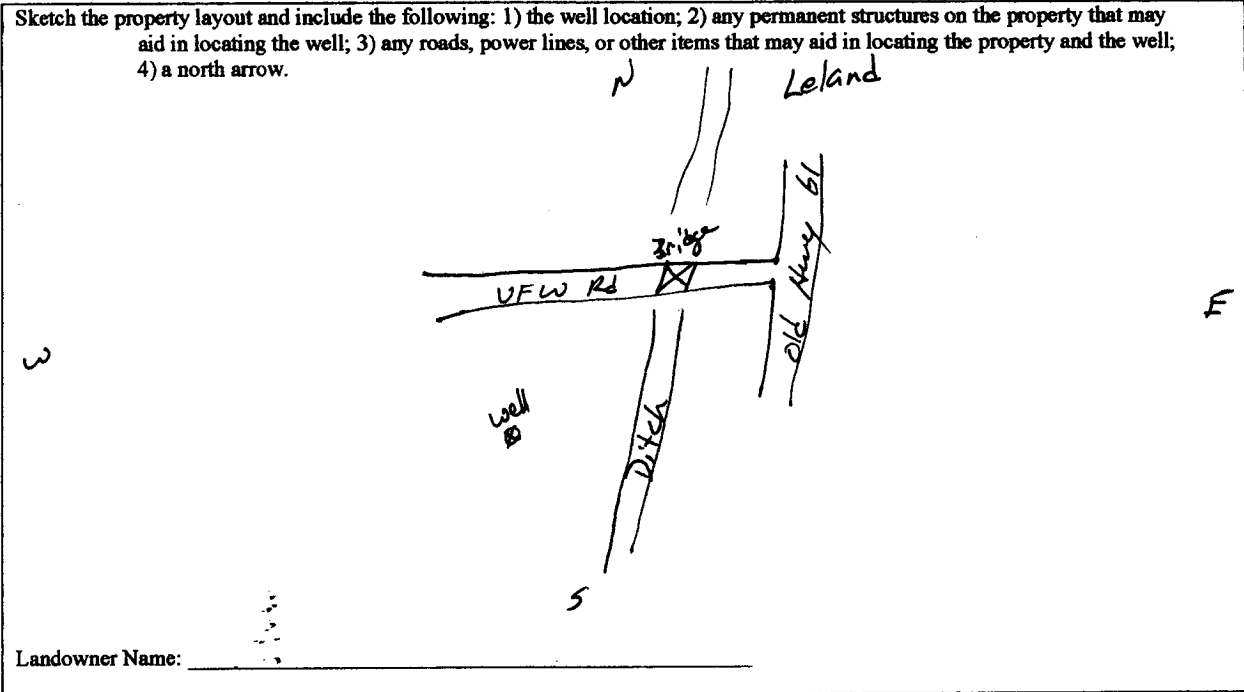 Sketch the property layout and include the following: 1) the well location; 2) any permanent structures on the property that may
aid in locating the well; 3) any roads, power lines, or other items that may aid in locating the property and the well;
4) a north arrow.
N
Leland
Old Hwy 61
Bridge
VFW Rd
E
W
Well
Ditch
S
Landowner Name: